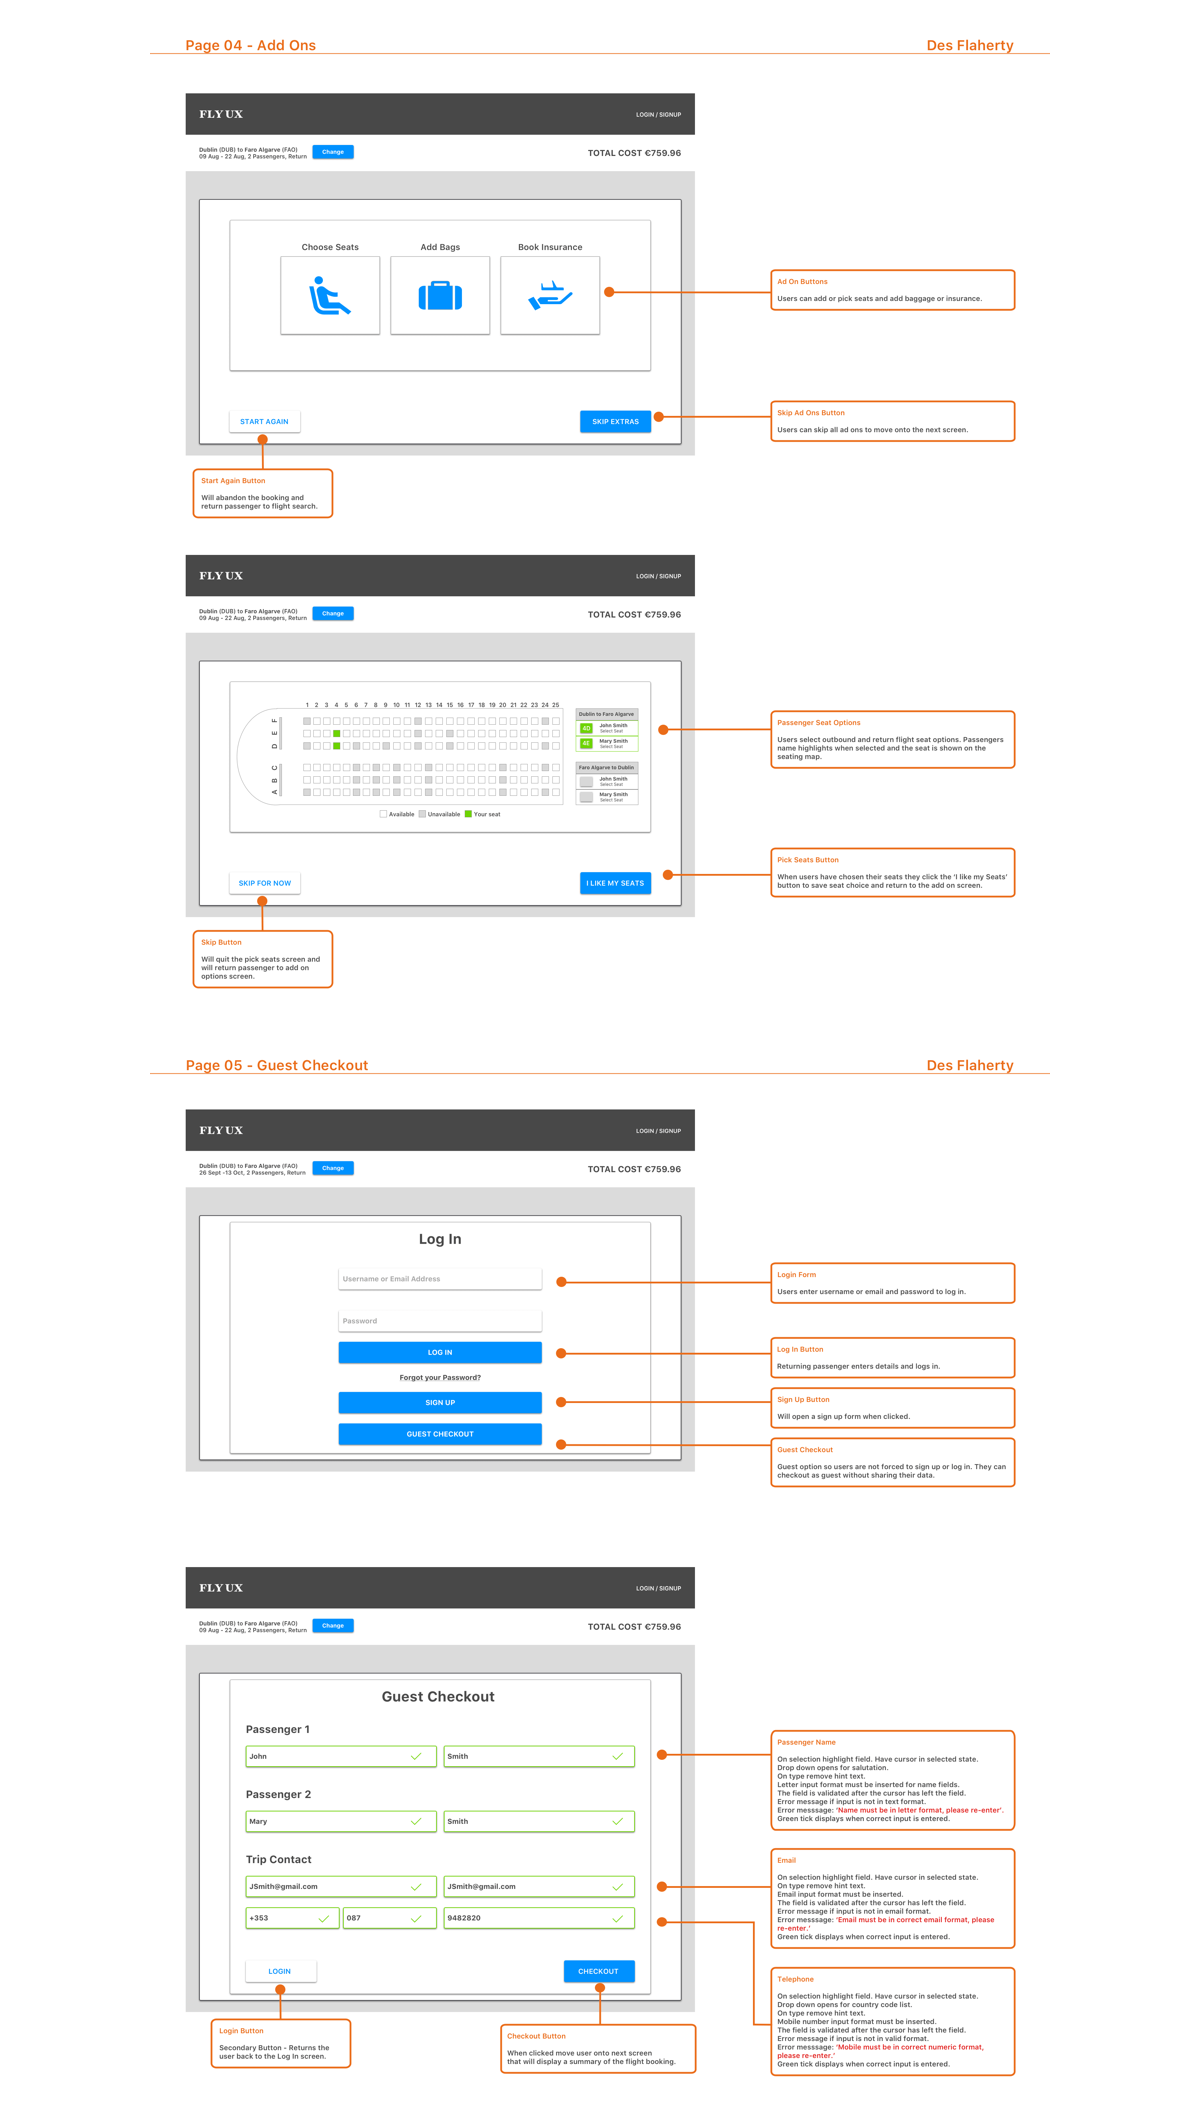 Page 04 - Add Ons
Des Flaherty
FLY UX
LOGIN / SIGNUP
Dublin (DUB) to Faro Algarve (FAO)
09 Aug - 22 Aug, 2 Passengers, Return
Change
TOTAL COST €759.96
Choose Seats
Add Bags
Book Insurance
START AGAIN
SKIP EXTRAS
Ad On Buttons
Users can add or pick seats and add baggage or insurance.
Skip Ad Ons Button
Users can skip all ad ons to move onto the next screen.
Start Again Button
Will abandon the booking and
return passenger to flight search.
FLY UX
LOGIN / SIGNUP
Dublin (DUB) to Faro Algarve (FAO)
09 Aug - 22 Aug, 2 Passengers, Return
Change
TOTAL COST €759.96
1 2 3 4 5 6 7 8 9 10 11 12 13 14 15 16 17 18 19 20 21 22 23 24 25
F
E
D
C
B
A
Dublin to Faro Algarve
4D
John Smith
Select Seat
4E
Mary Smith
Select Seat
Faro Algarve to Dublin
John Smith
Select Seat
Mary Smith
Select Seat
Available
Unavailable
Your seat
SKIP FOR NOW
I LIKE MY SEATS
Passenger Seat Options
Users select outbound and return flight seat options. Passengers
name highlights when selected and the seat is shown on the
seating map.
Pick Seats Button
When users have chosen their seats they click the 'I like my Seats'
button to save seat choice and return to the add on screen.
Skip Button
Will quit the pick seats screen and
will return passenger to add on
options screen.
Page 05 - Guest Checkout
Des Flaherty
FLY UX
LOGIN / SIGNUP
Dublin (DUB) to Faro Algarve (FAO)
26 Sept -13 Oct, 2 Passengers, Return
Change
TOTAL COST €759.96
Log In
Username or Email Address
Password
LOG IN
Forgot your Password?
SIGN UP
GUEST CHECKOUT
Login Form
Users enter username or email and password to log in.
Log In Button
Returning passenger enters details and logs in.
Sign Up Button
Will open a sign up form when clicked.
Guest Checkout
Guest option so users are not forced to sign up or log in. They can
checkout as guest without sharing their data.
FLY UX
LOGIN / SIGNUP
Dublin (DUB) to Faro Algarve (FAO)
09 Aug - 22 Aug, 2 Passengers, Return
Change
TOTAL COST €759.96
Guest Checkout
Passenger 1
John
Smith
Passenger 2
Mary
Smith
Trip Contact
JSmith@gmail.com
JSmith@gmail.com
+353
087
9482820
LOGIN
CHECKOUT
Passenger Name
On selection highlight field. Have cursor in selected state.
Drop down opens for salutation.
On type remove hint text.
Letter input format must be inserted for name fields.
The field is validated after the cursor has left the field.
Error message if input is not in text format.
Error messsage: 'Name must be in letter format, please re-enter'.
Green tick displays when correct input is entered.
Email
On selection highlight field. Have cursor in selected state.
On type remove hint text.
Email input format must be inserted.
The field is validated after the cursor has left the field.
Error message if input is not in email format.
Error messsage: 'Email must be in correct email format, please
re-enter.'
Green tick displays when correct input is entered.
Telephone
On selection highlight field. Have cursor in selected state.
Drop down opens for country code list.
On type remove hint text.
Mobile number input format must be inserted.
The field is validated after the cursor has left the field.
Error message if input is not in valid format.
Error messsage: 'Mobile must be in correct numeric format,
please re-enter.'
Green tick displays when correct input is entered.
Login Button
Secondary Button - Returns the
user back to the Log In screen.
Checkout Button
When clicked move user onto next screen
that will display a summary of the flight booking.